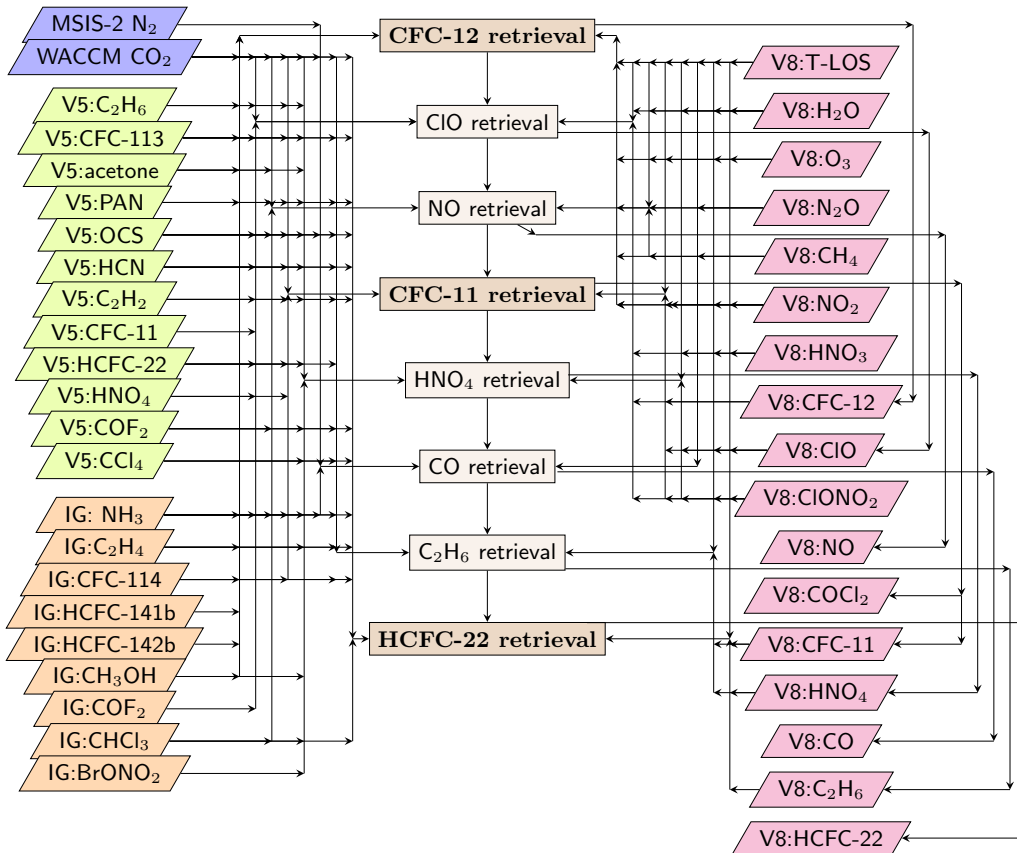 MSIS-2 N₂
WACCM CO₂
V5:C₂H₆
V5:CFC-113
V5:acetone
V5:PAN
V5:OCS
V5:HCN
V5:C₂H₂
V5:CFC-11
V5:HCFC-22
V5:HNO₄
V5:COF₂
V5:CCl₄
IG: NH₃
IG:C₂H₄
IG:CFC-114
IG:HCFC-141b
IG:HCFC-142b
IG:CH₃OH
IG:COF₂
IG:CHCl₃
IG:BrONO₂
CFC-12 retrieval
ClO retrieval
NO retrieval
CFC-11 retrieval
HNO₄ retrieval
CO retrieval
C₂H₆ retrieval
HCFC-22 retrieval
V8:T-LOS
V8:H₂O
V8:O₃
V8:N₂O
V8:CH₄
V8:NO₂
V8:HNO₃
V8:CFC-12
V8:ClO
V8:ClONO₂
V8:NO
V8:COCl₂
V8:CFC-11
V8:HNO₄
V8:CO
V8:C₂H₆
V8:HCFC-22